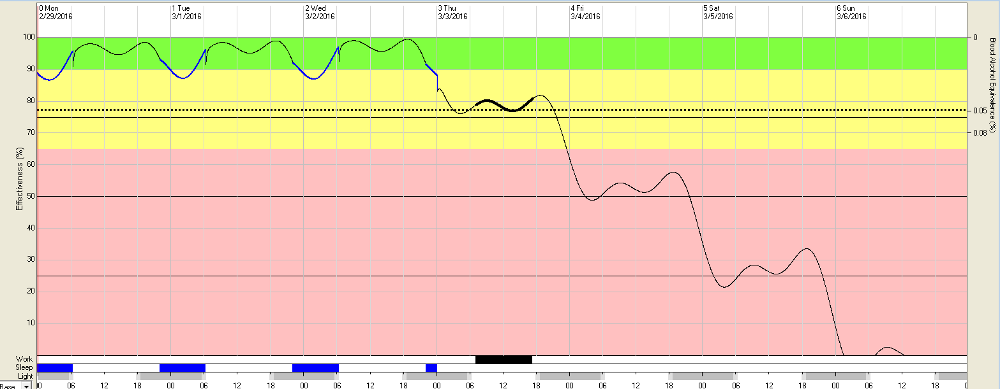 0 Mon 1 Tue 2 Wed 3 Thu 4 Fri 5 Sat 6 Sun
2/29/2016 3/1/2016 3/2/2016 3/3/2016 3/4/2016 3/5/2016 3/6/2016
100
90
80
70
60
50
40
30
20
10
Effectiveness (%)
0
0.05
0.08
Blood Alcohol Equivalence (%)
Work
Sleep
Light
Base
00 06 12 18 00 06 12 18 00 06 12 18 00 06 12 18 00 06 12 18 00 06 12 18 00 06 12 18